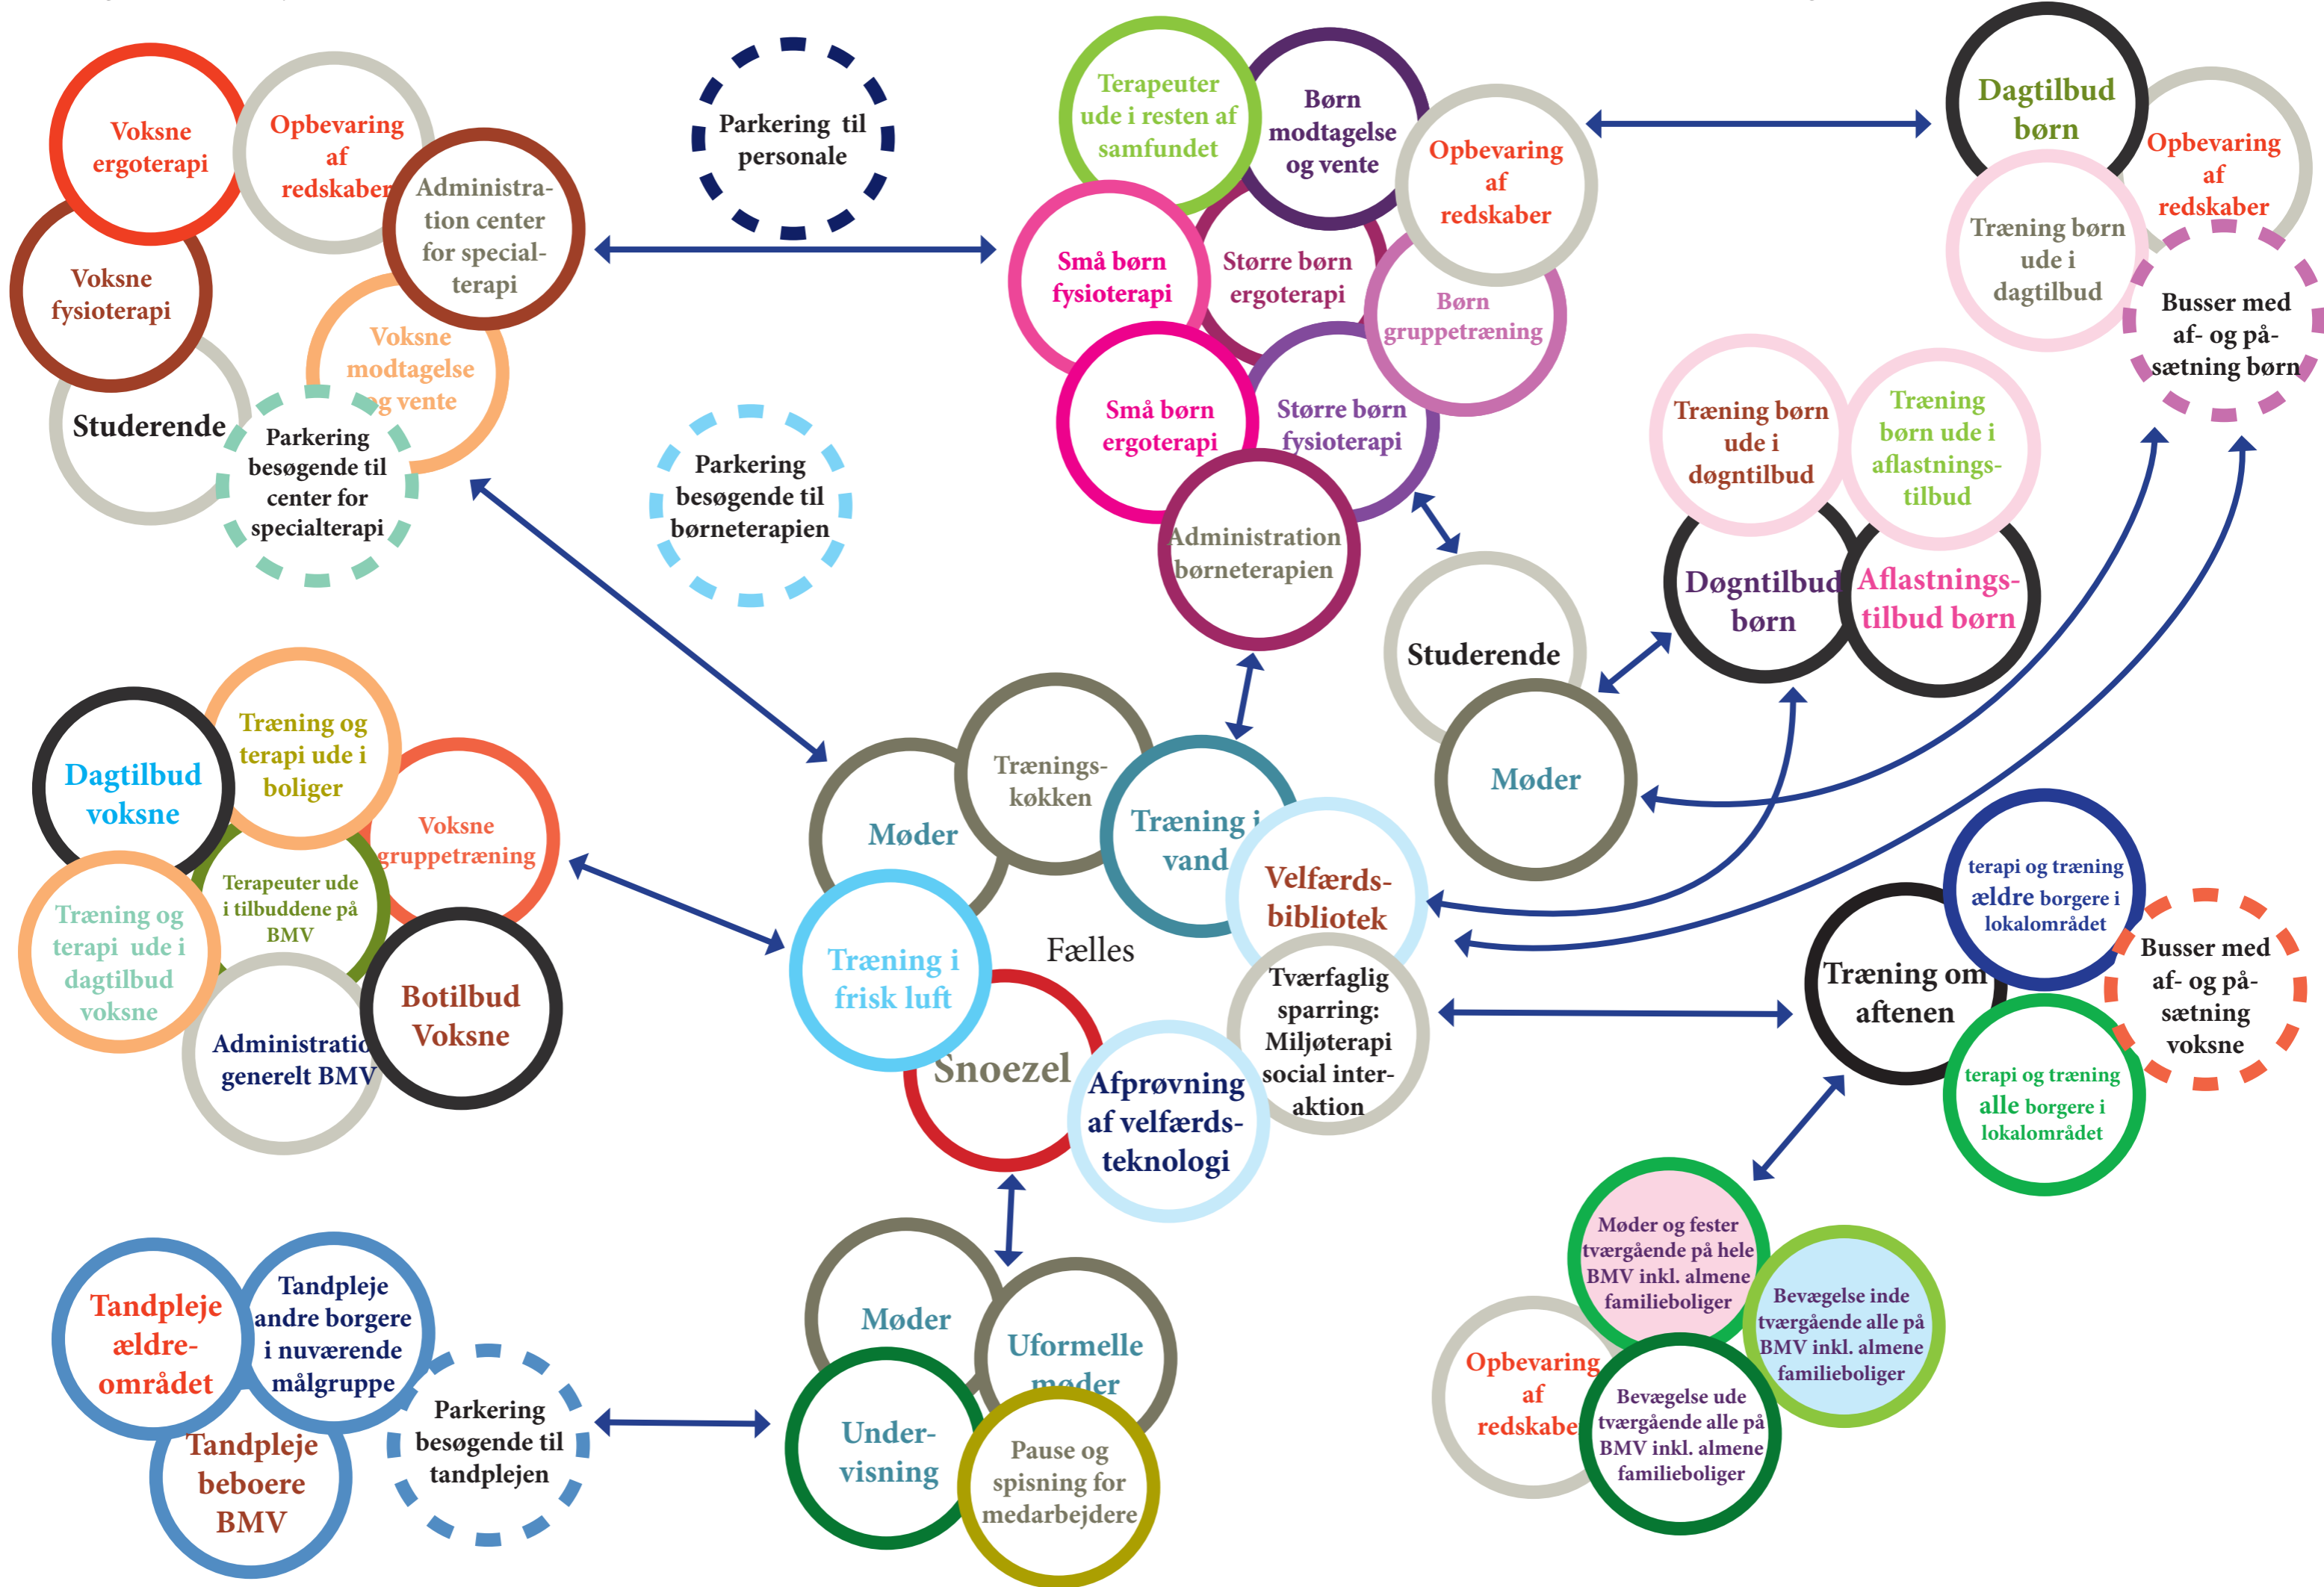 Voksne
ergoterapi
Opbevaring
af
redskaber
Administra-
tion center
for special-
terapi
Voksne
fysioterapi
Voksne
modtagelse
og vente
Studerende
Parkering
besøgende til
center for
specialterapi
Parkering til
personale
Parkering
besøgende til
børneterapien
Terapeuter
ude i resten af
samfundet
Børn
modtagelse
og vente
Opbevaring
af
redskaber
Små børn
fysioterapi
Større børn
ergoterapi
Børn
gruppetræning
Små børn
ergoterapi
Større børn
fysioterapi
Administration
børneterapien
Dagtilbud
børn
Opbevaring
af
redskaber
Træning børn
ude i
dagtilbud
Busser med
af- og på-
sætning børn
Træning børn
ude i
døgntilbud
Træning
børn ude i
aflastnings-
tilbud
Døgntilbud
børn
Aflastnings-
tilbud børn
Studerende
Møder
Dagtilbud
voksne
Træning og
terapi ude i
boliger
Voksne
gruppetræning
Terapeuter ude
i tilbuddene på
BMV
Træning og
terapi ude i
dagtilbud
voksne
Administratio
generelt BMV
Botilbud
Voksne
Møder
Trænings-
køkken
Træning i
vand
Velfærds-
bibliotek
Fælles
Træning i
frisk luft
Snoezel
Afprøvning
af velfærds-
teknologi
Tværfaglig
sparring:
Miljøterapi
social inter-
aktion
Træning om
aftenen
terapi og træning
ældre borgere i
lokalområdet
terapi og træning
alle borgere i
lokalområdet
Busser med
af- og på-
sætning
voksne
Møder og fester
tværgående på hele
BMV inkl. almene
familieboliger
Bevægelse inde
tværgående alle på
BMV inkl. almene
familieboliger
Opbevaring
af
redskabe
Bevægelse ude
tværgående alle på
BMV inkl. almene
familieboliger
Tandpleje
ældre-
området
Tandpleje
andre borgere
i nuværende
målgruppe
Tandpleje
beboere
BMV
Parkering
besøgende til
tandplejen
Møder
Uformelle
møder
Under-
visning
Pause og
spisning for
medarbejdere